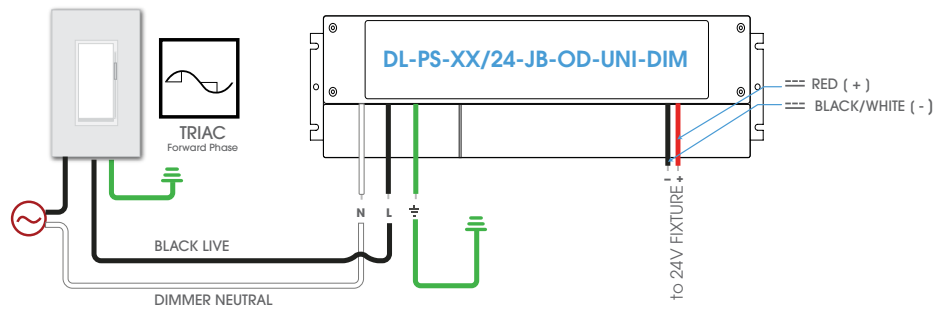 DL-PS-XX/24-JB-OD-UNI-DIM
RED ( + )
BLACK/WHITE ( - )
TRIAC
Forward Phase
- +
N L
to 24V FIXTURE
BLACK LIVE
DIMMER NEUTRAL